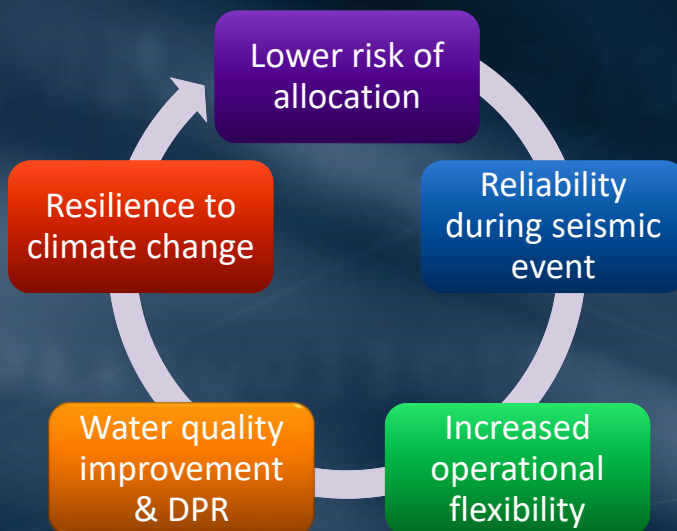 Lower risk of
allocation
Reliability
during seismic
event
Increased
operational
flexibility
Water quality
improvement
& DPR
Resilience to
climate change